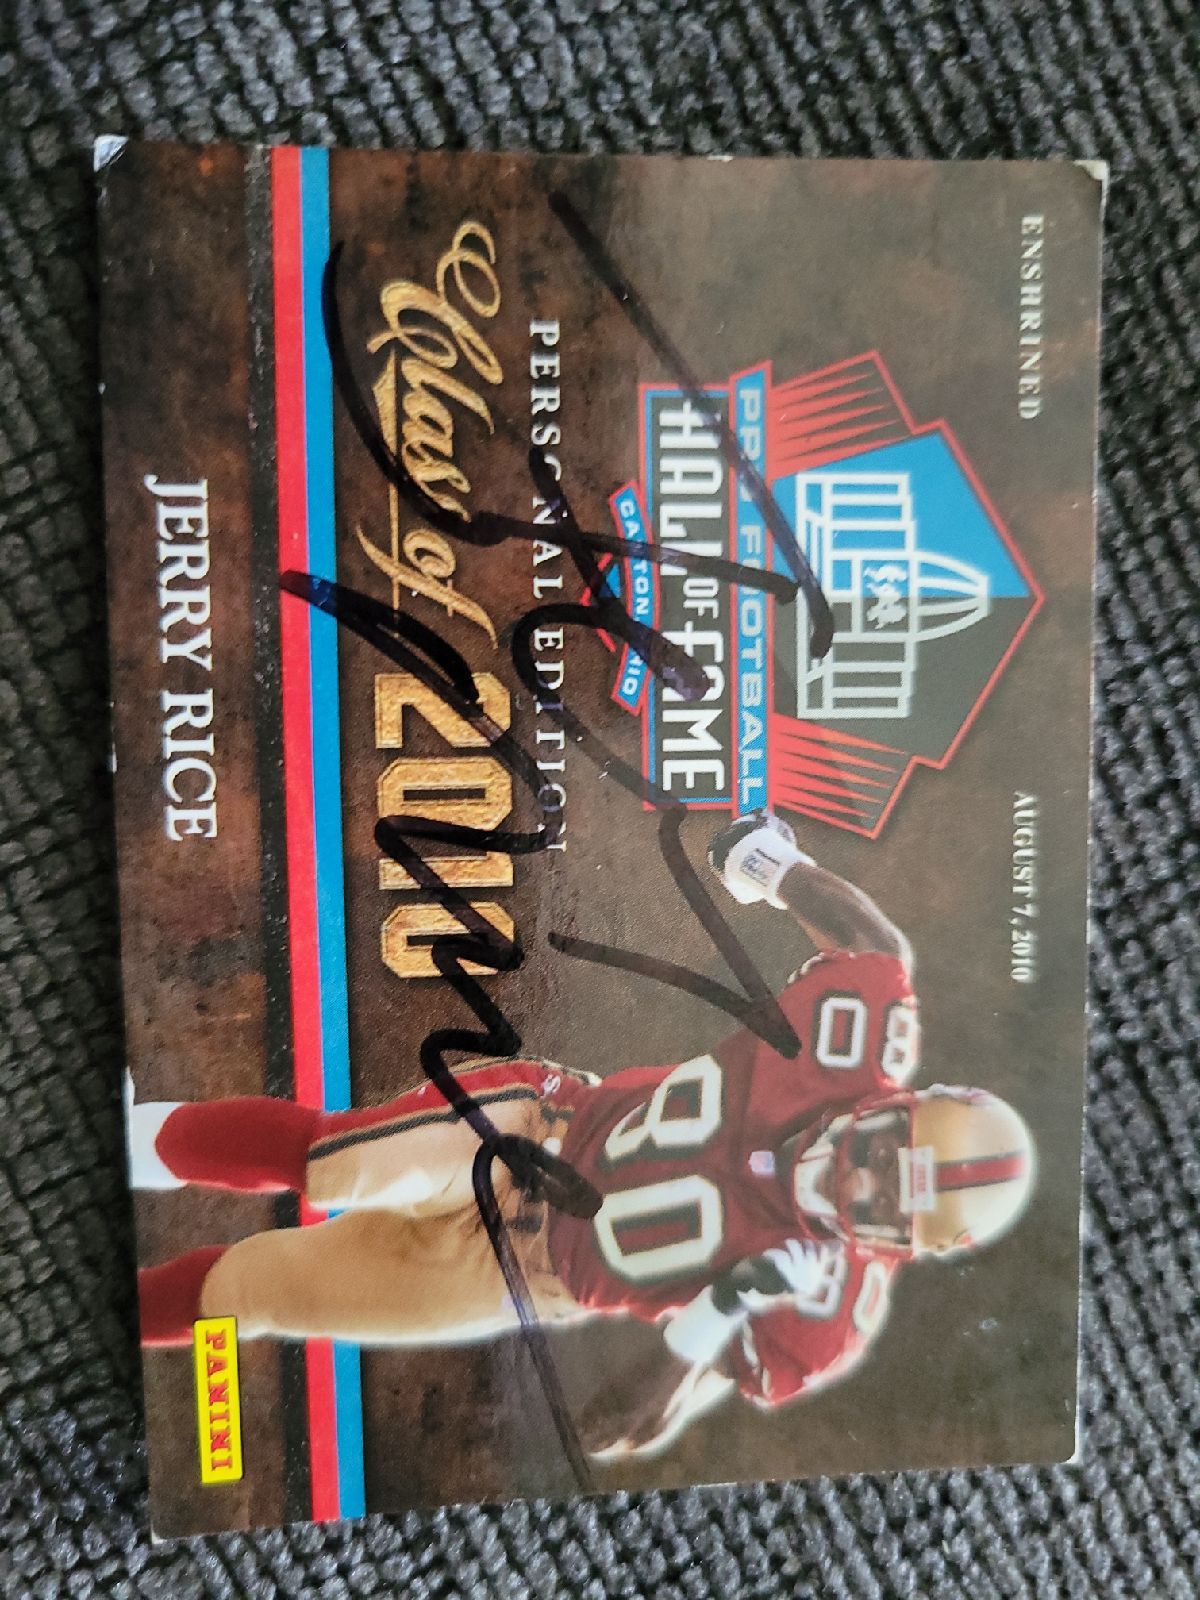 ENSHRINED
AUGUST 7, 2010
PRO FOOTBALL
HALL OF FAME
CANTON, OHIO
PERSONAL EDITION
Class of 2010
80
80
JERRY RICE
PANINI